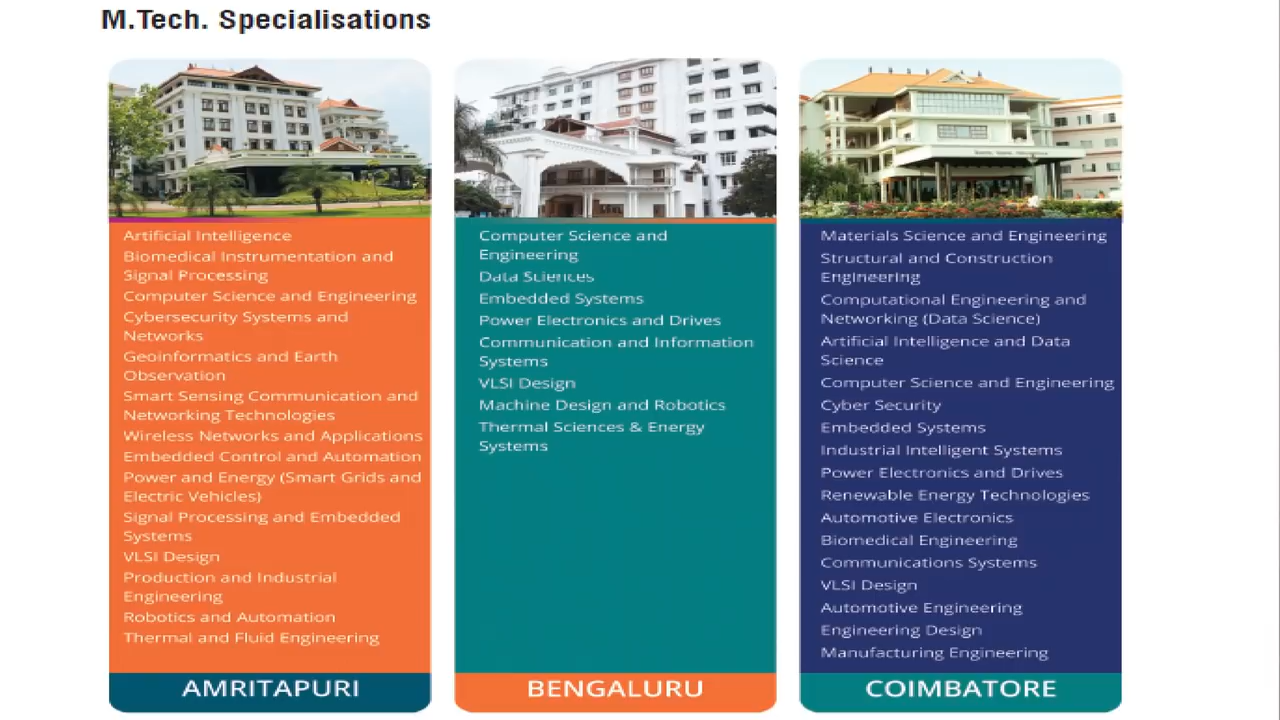 M.Tech. Specialisations
Artificial Intelligence
Biomedical Instrumentation and
Signal Processing
Computer Science and Engineering
Cybersecurity Systems and
Networks
Geoinformatics and Earth
Observation
Smart Sensing Communication and
Networking Technologies
Wireless Networks and Applications
Embedded Control and Automation
Power and Energy (Smart Grids and
Electric Vehicles)
Signal Processing and Embedded
Systems
VLSI Design
Production and Industrial
Engineering
Robotics and Automation
Thermal and Fluid Engineering
AMRITAPURI
Computer Science and
Engineering
Data Sciences
Embedded Systems
Power Electronics and Drives
Communication and Information
Systems
VLSI Design
Machine Design and Robotics
Thermal Sciences & Energy
Systems
BENGALURU
Materials Science and Engineering
Structural and Construction
Engineering
Computational Engineering and
Networking (Data Science)
Artificial Intelligence and Data
Science
Computer Science and Engineering
Cyber Security
Embedded Systems
Industrial Intelligent Systems
Power Electronics and Drives
Renewable Energy Technologies
Automotive Electronics
Biomedical Engineering
Communications Systems
VLSI Design
Automotive Engineering
Engineering Design
Manufacturing Engineering
COIMBATORE